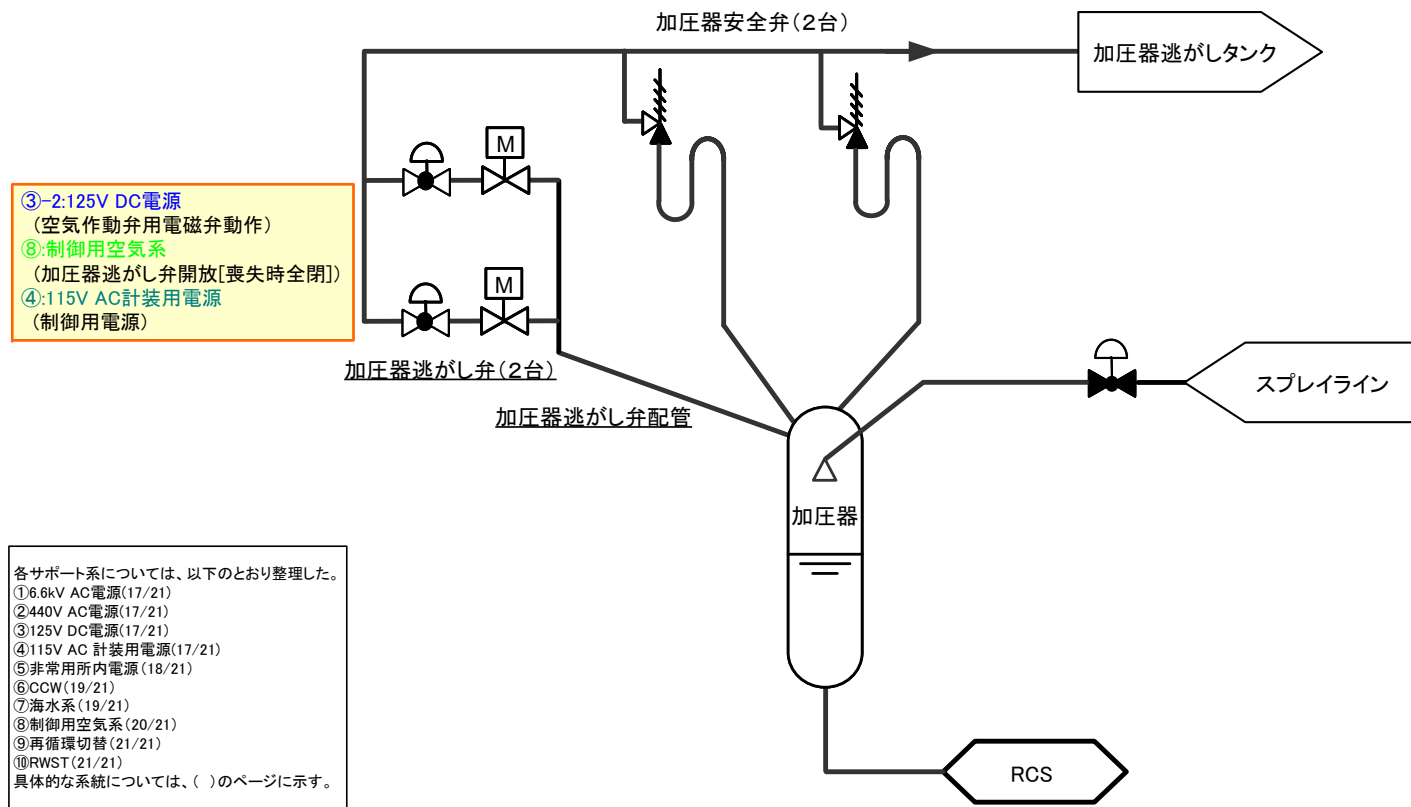 加圧器安全弁(2台)
加圧器逃がしタンク
M
③-2:125V DC電源
(空気作動弁用電磁弁動作)
⑧:制御用空気系
(加圧器逃がし弁開放[喪失時全閉])
④:115V AC計装用電源
(制御用電源)
M
加圧器逃がし弁(2台)
スプレイライン
加圧器逃がし弁配管
加圧器
各サポート系については、以下のとおり整理した。
①6.6kV AC電源(17/21)
②440V AC電源(17/21)
③125V DC電源(17/21)
④115V AC 計装用電源(17/21)
⑤非常用所内電源(18/21)
⑥CCW(19/21)
⑦海水系(19/21)
⑧制御用空気系(20/21)
⑨再循環切替(21/21)
⑩RWST(21/21)
具体的な系統については、( )のページに示す。
RCS